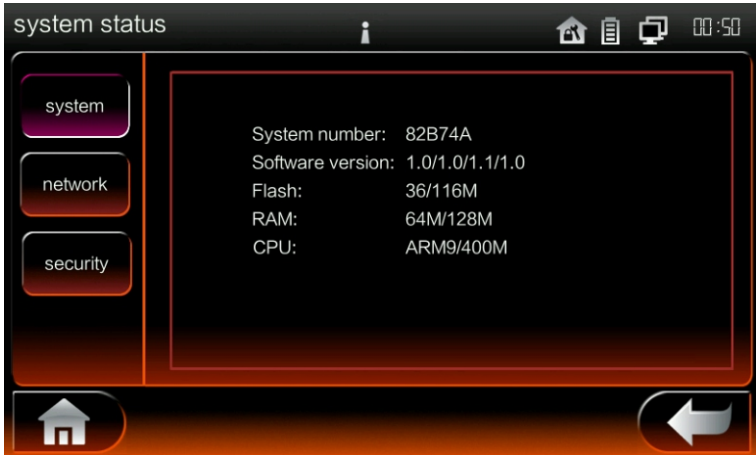 system status
00:50
system
network
security
System number: 82B74A
Software version: 1.0/1.0/1.1/1.0
Flash: 36/116M
RAM: 64M/128M
CPU: ARM9/400M